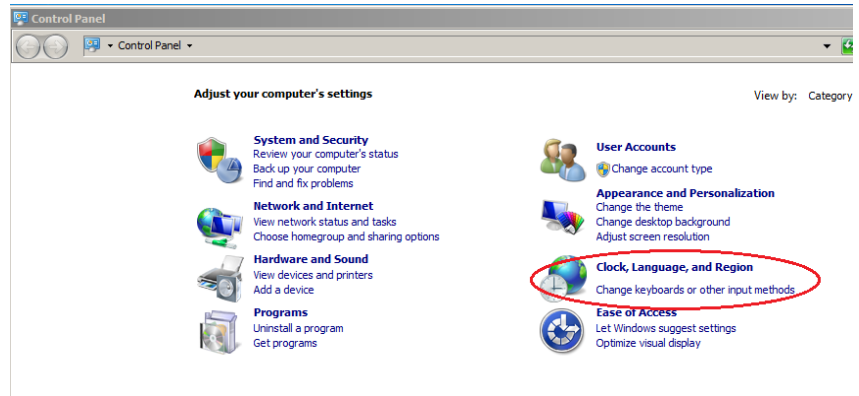 Control Panel
Control Panel
Adjust your computer's settings
View by: Category
System and Security
Review your computer's status
Back up your computer
Find and fix problems
Network and Internet
View network status and tasks
Choose homegroup and sharing options
Hardware and Sound
View devices and printers
Add a device
Programs
Uninstall a program
Get programs
User Accounts
Change account type
Appearance and Personalization
Change the theme
Change desktop background
Adjust screen resolution
Clock, Language, and Region
Change keyboards or other input methods
Ease of Access
Let Windows suggest settings
Optimize visual display